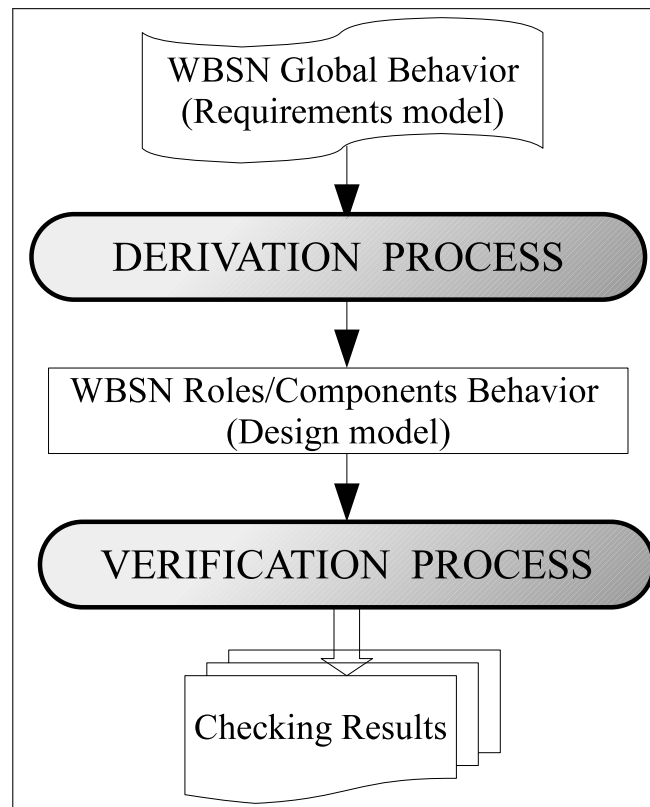 WBSN Global Behavior
(Requirements model)
DERIVATION PROCESS
WBSN Roles/Components Behavior
(Design model)
VERIFICATION PROCESS
Checking Results